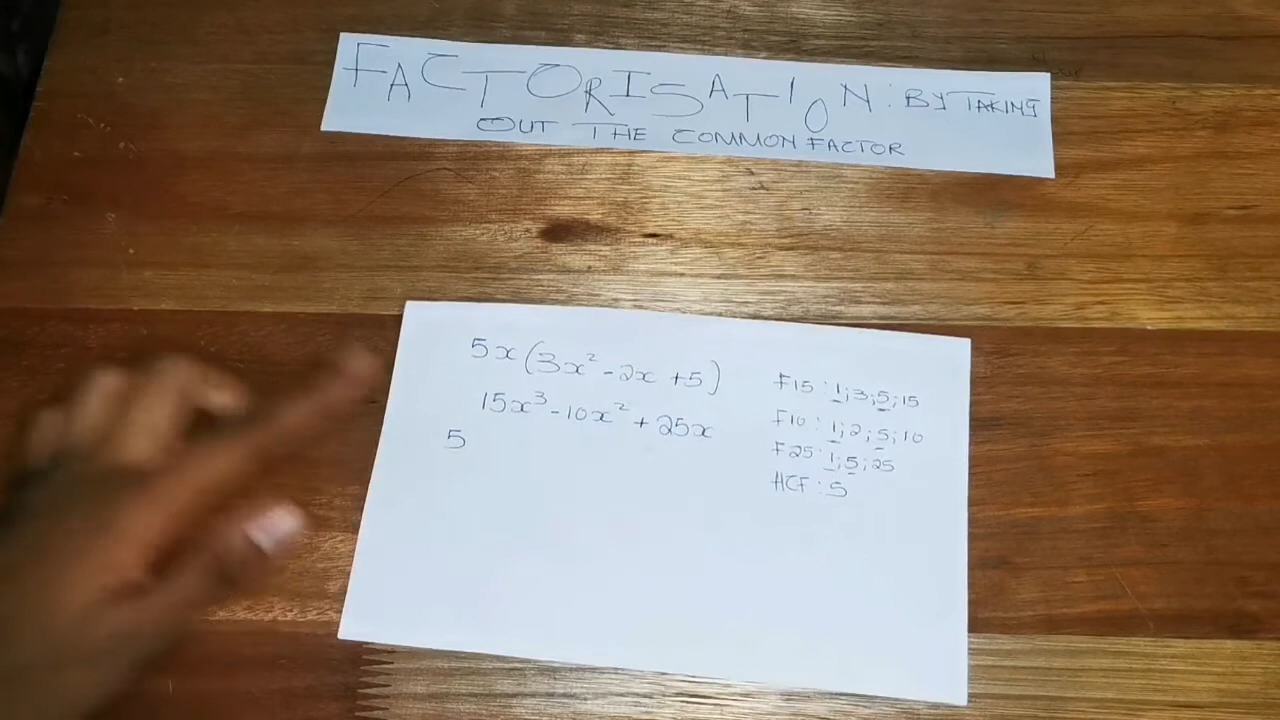 FACTORISATION: BY TAKING
OUT THE COMMON FACTOR
5x(3x² - 2x + 5)
15x³ - 10x² + 25x
5
F15: 1; 3; 5; 15
F10: 1; 2; 5; 10
F25: 1; 5; 25
HCF: 5